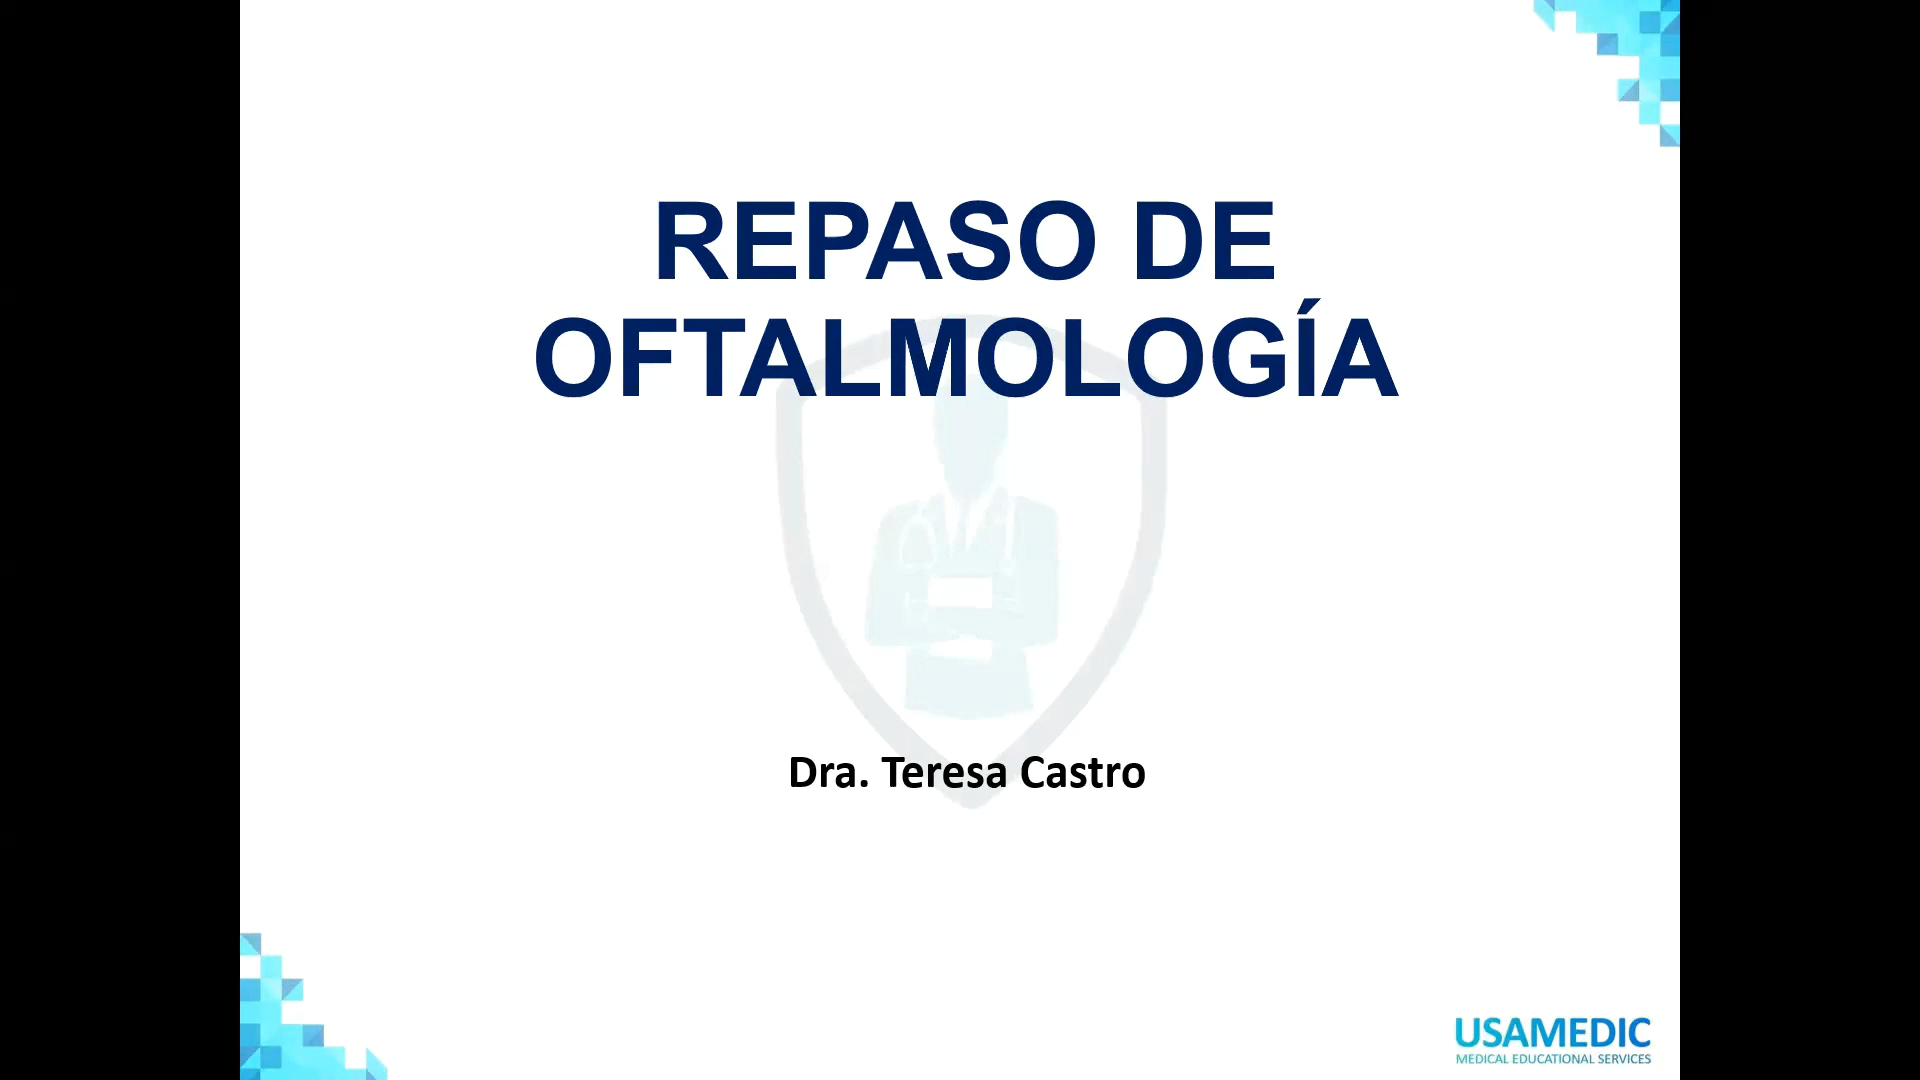 REPASO DE
OFTALMOLOGÍA
Dra. Teresa Castro
USAMEDIC
MEDICAL EDUCATIONAL SERVICES